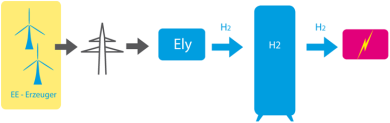 EE - Erzeuger
Ely
H₂
H2
H₂